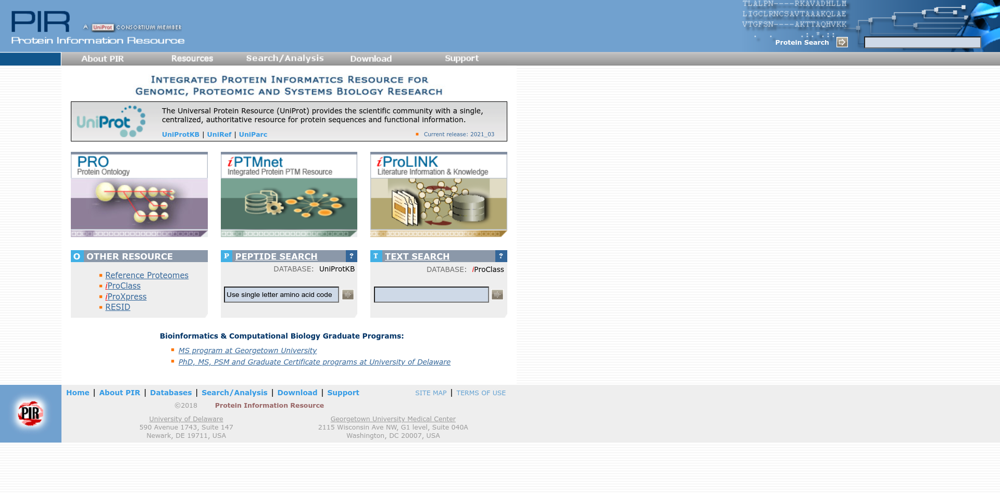 PIR
A UniProt CONSORTIUM MEMBER
Protein Information Resource
TLALPN----RKAVADHLLM
LIGCLRNCSAVTAAAKQLAE
VTGFSN----AKTTAQHVKK
. . .:.*.::
Protein Search
About PIR Resources Search/Analysis Download Support
INTEGRATED PROTEIN INFORMATICS RESOURCE FOR
GENOMIC, PROTEOMIC AND SYSTEMS BIOLOGY RESEARCH
UniProt
The Universal Protein Resource (UniProt) provides the scientific community with a single,
centralized, authoritative resource for protein sequences and functional information.
UniProtKB | UniRef | UniParc
Current release: 2021_03
PRO
Protein Ontology
iPTMnet
Integrated Protein PTM Resource
iProLINK
Literature Information & Knowledge
O OTHER RESOURCE
Reference Proteomes
iProClass
iProXpress
RESID
P PEPTIDE SEARCH ?
DATABASE: UniProtKB
Use single letter amino acid code
T TEXT SEARCH ?
DATABASE: iProClass
Bioinformatics & Computational Biology Graduate Programs:
MS program at Georgetown University
PhD, MS, PSM and Graduate Certificate programs at University of Delaware
PIR
Home | About PIR | Databases | Search/Analysis | Download | Support
SITE MAP | TERMS OF USE
©2018 Protein Information Resource
University of Delaware
590 Avenue 1743, Suite 147
Newark, DE 19711, USA
Georgetown University Medical Center
2115 Wisconsin Ave NW, G1 level, Suite 040A
Washington, DC 20007, USA